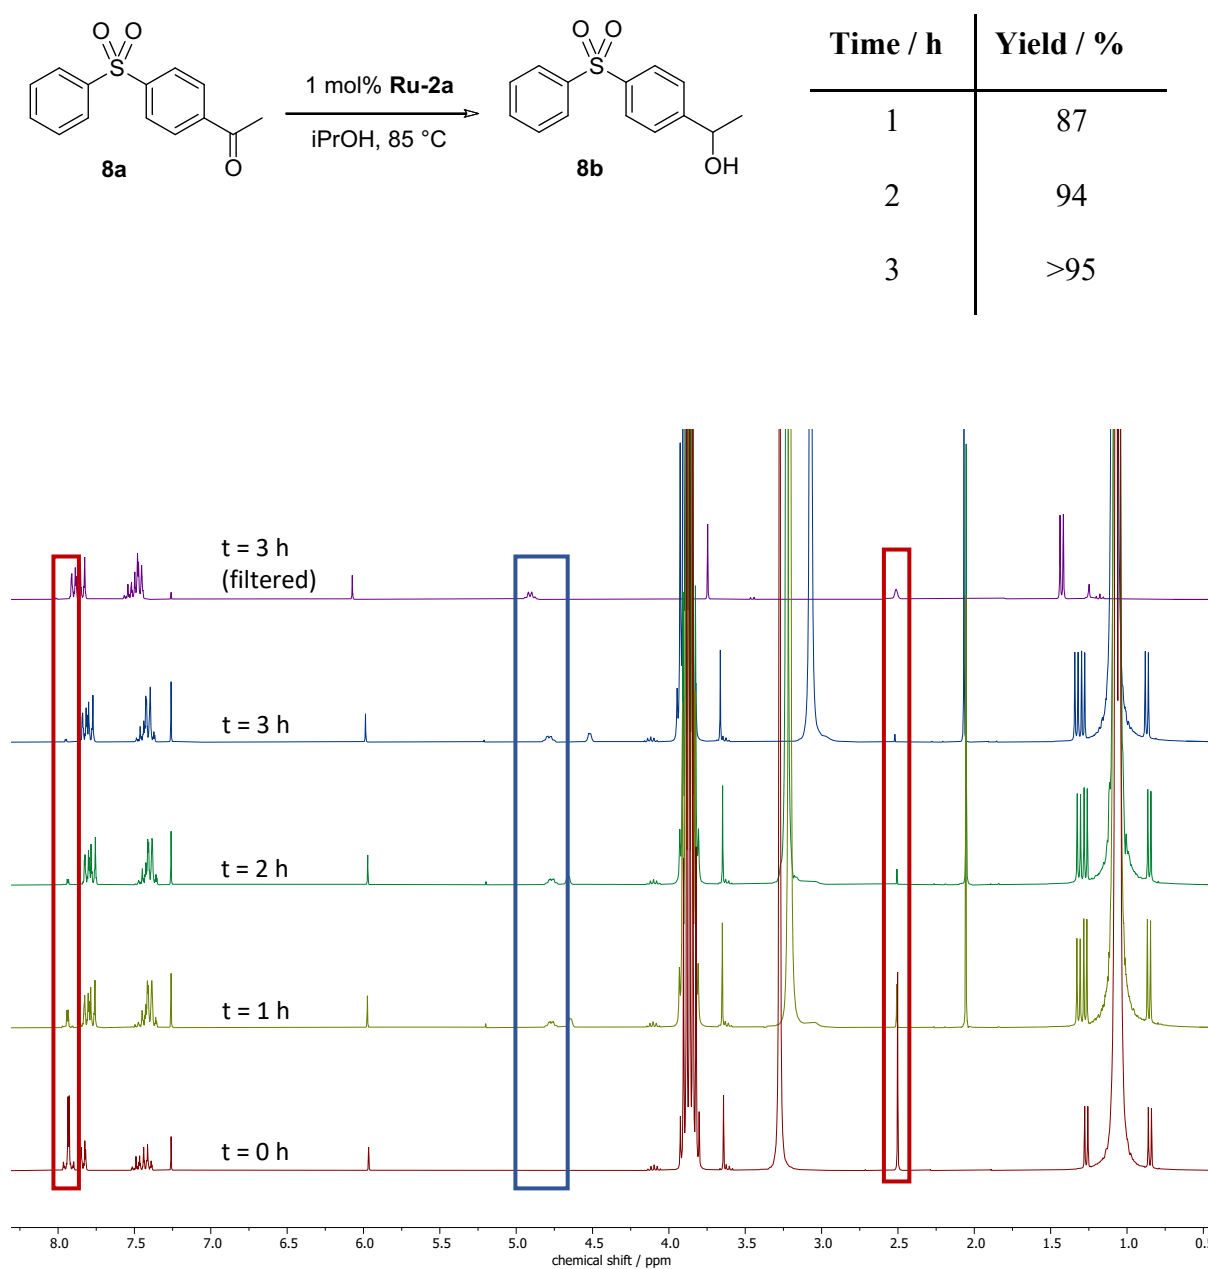 O O
S
O
8a
1 mol% Ru-2a
iPrOH, 85 °C
O O
S
OH
8b
Time / h Yield / %
1 87
2 94
3 >95
t = 3 h
(filtered)
t = 3 h
t = 2 h
t = 1 h
t = 0 h
8.0 7.5 7.0 6.5 6.0 5.5 5.0 4.5 4.0 3.5 3.0 2.5 2.0 1.5 1.0
chemical shift / ppm